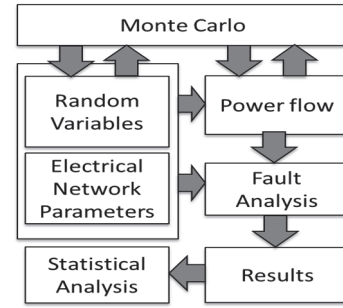 Monte Carlo
Random
Variables
Power flow
Electrical
Network
Parameters
Fault
Analysis
Statistical
Analysis
Results